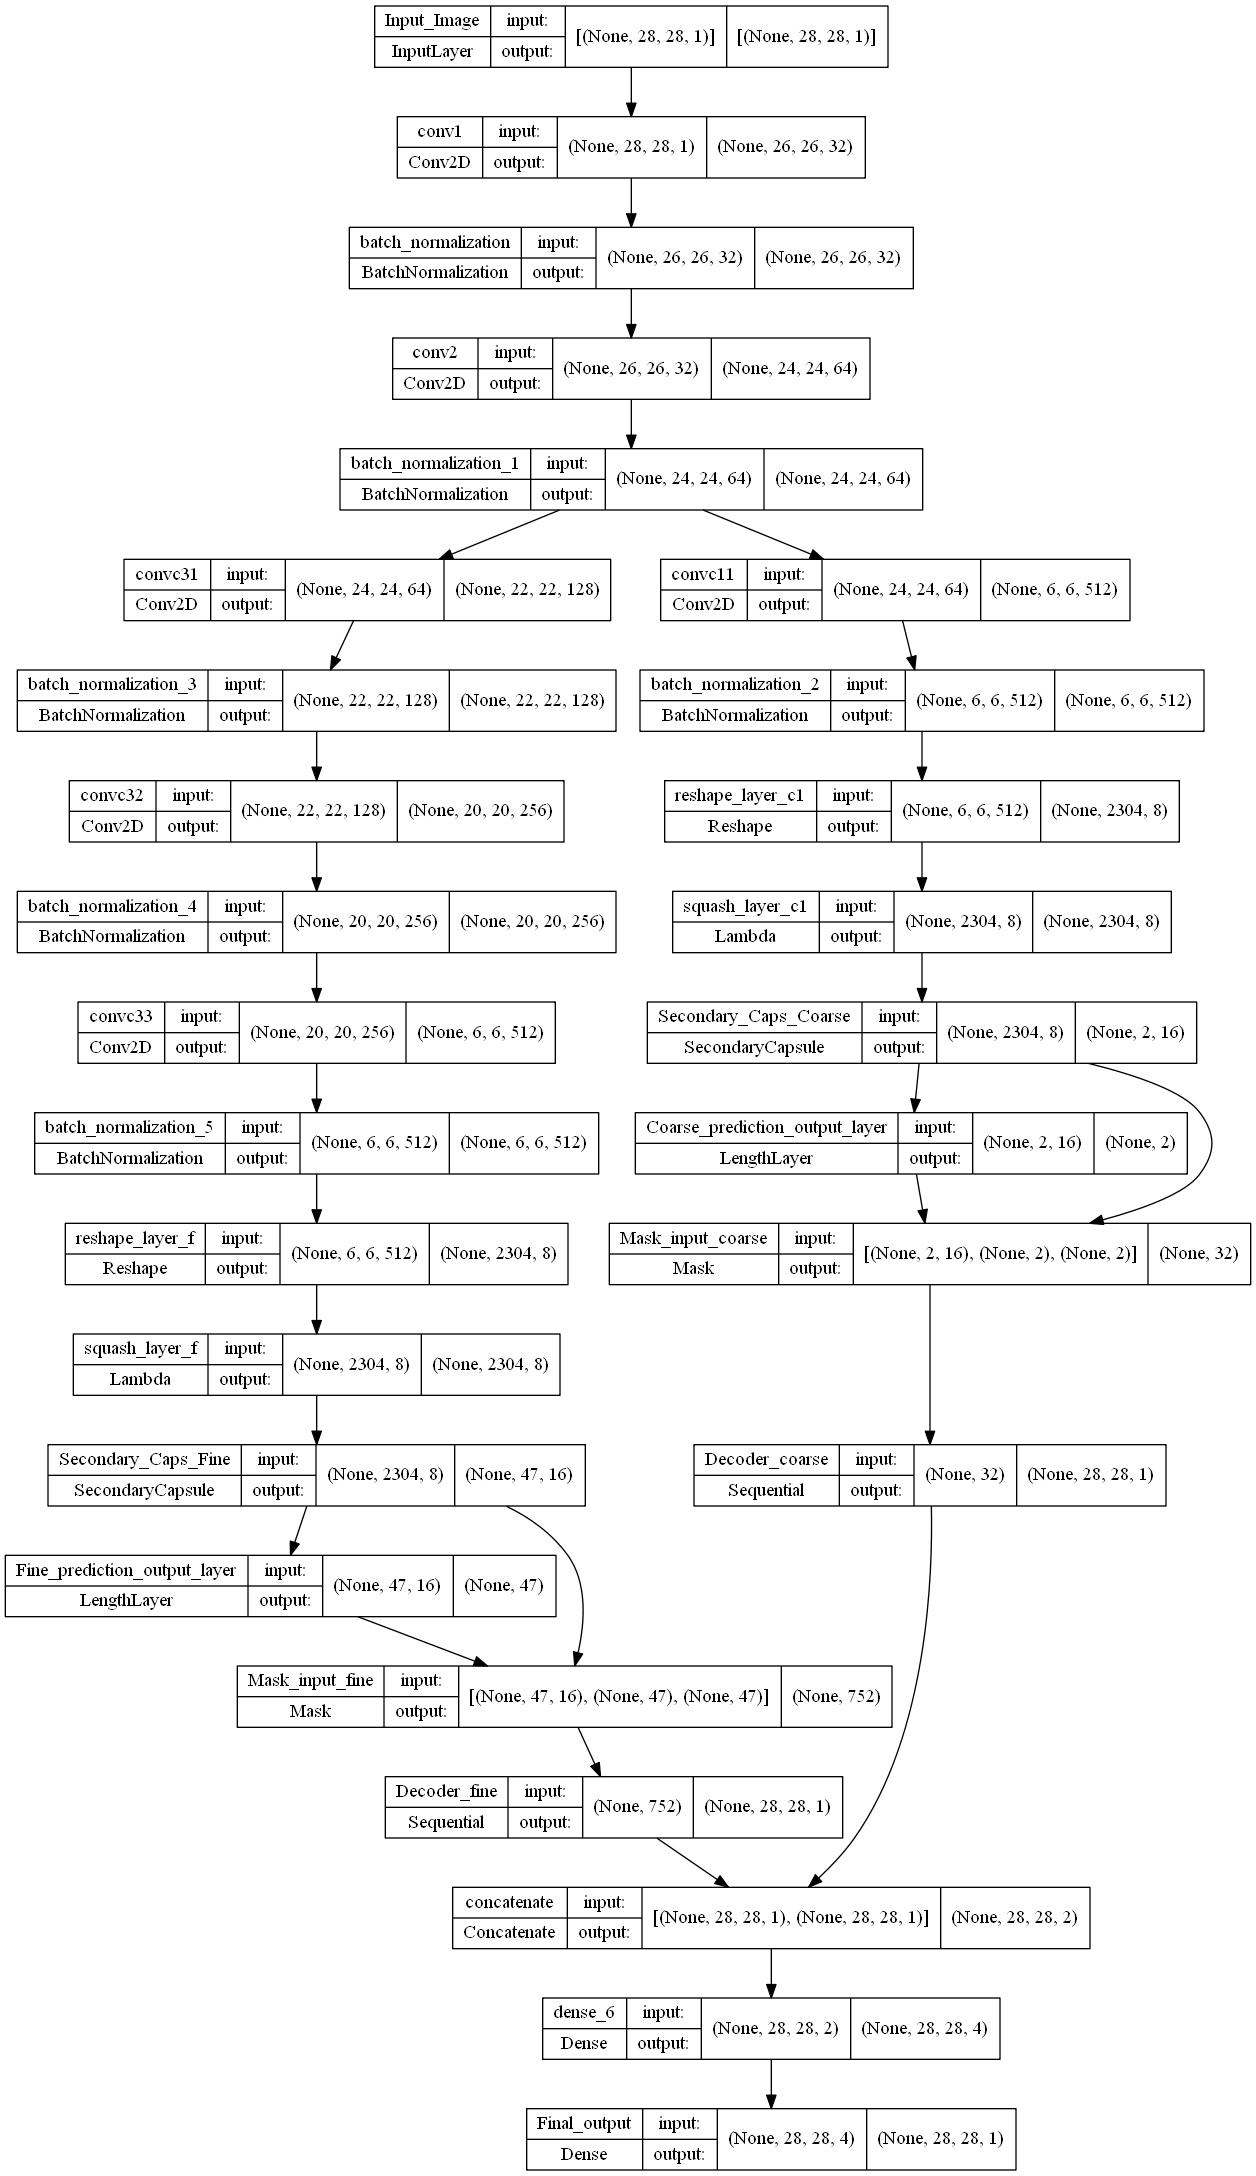 Input_Image input: [(None, 28, 28, 1)] [(None, 28, 28, 1)]
InputLayer output:
conv1 input: (None, 28, 28, 1) (None, 26, 26, 32)
Conv2D output:
batch_normalization input: (None, 26, 26, 32) (None, 26, 26, 32)
BatchNormalization output:
conv2 input: (None, 26, 26, 32) (None, 24, 24, 64)
Conv2D output:
batch_normalization_1 input: (None, 24, 24, 64) (None, 24, 24, 64)
BatchNormalization output:
convc31 input: (None, 24, 24, 64) (None, 22, 22, 128)
Conv2D output:
convc11 input: (None, 24, 24, 64) (None, 6, 6, 512)
Conv2D output:
batch_normalization_3 input: (None, 22, 22, 128) (None, 22, 22, 128)
BatchNormalization output:
batch_normalization_2 input: (None, 6, 6, 512) (None, 6, 6, 512)
BatchNormalization output:
convc32 input: (None, 22, 22, 128) (None, 20, 20, 256)
Conv2D output:
reshape_layer_c1 input: (None, 6, 6, 512) (None, 2304, 8)
Reshape output:
batch_normalization_4 input: (None, 20, 20, 256) (None, 20, 20, 256)
BatchNormalization output:
squash_layer_c1 input: (None, 2304, 8) (None, 2304, 8)
Lambda output:
convc33 input: (None, 20, 20, 256) (None, 6, 6, 512)
Conv2D output:
Secondary_Caps_Coarse input: (None, 2304, 8) (None, 2, 16)
SecondaryCapsule output:
batch_normalization_5 input: (None, 6, 6, 512) (None, 6, 6, 512)
BatchNormalization output:
Coarse_prediction_output_layer input: (None, 2, 16) (None, 2)
LengthLayer output:
reshape_layer_f input: (None, 6, 6, 512) (None, 2304, 8)
Reshape output:
Mask_input_coarse input: [(None, 2, 16), (None, 2), (None, 2)] (None, 32)
Mask output:
squash_layer_f input: (None, 2304, 8) (None, 2304, 8)
Lambda output:
Secondary_Caps_Fine input: (None, 2304, 8) (None, 47, 16)
SecondaryCapsule output:
Decoder_coarse input: (None, 32) (None, 28, 28, 1)
Sequential output:
Fine_prediction_output_layer input: (None, 47, 16) (None, 47)
LengthLayer output:
Mask_input_fine input: [(None, 47, 16), (None, 47), (None, 47)] (None, 752)
Mask output:
Decoder_fine input: (None, 752) (None, 28, 28, 1)
Sequential output:
concatenate input: [(None, 28, 28, 1), (None, 28, 28, 1)] (None, 28, 28, 2)
Concatenate output:
dense_6 input: (None, 28, 28, 2) (None, 28, 28, 4)
Dense output:
Final_output input: (None, 28, 28, 4) (None, 28, 28, 1)
Dense output: